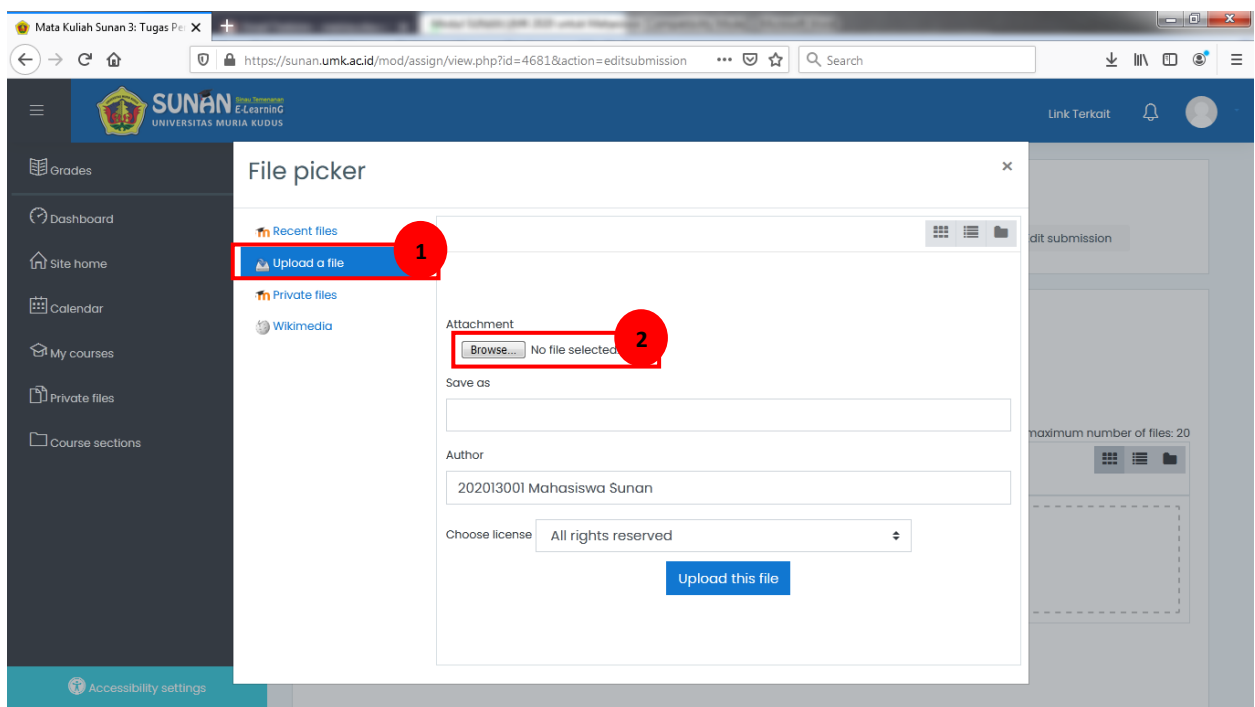 Mata Kuliah Sunan 3: Tugas Pe
https://sunan.umk.ac.id/mod/assign/view.php?id=4681&action=editsubmission
Search
SUNAN Sinau Temenanan E-LearninG
UNIVERSITAS MURIA KUDUS
Link Terkait
Grades
Dashboard
Site home
Calendar
My courses
Private files
Course sections
Accessibility settings
File picker
Recent files
Upload a file
1
Private files
Wikimedia
Attachment
Browse... No file selected.
2
Save as
Author
202013001 Mahasiswa Sunan
Choose license All rights reserved
Upload this file
dit submission
maximum number of files: 20